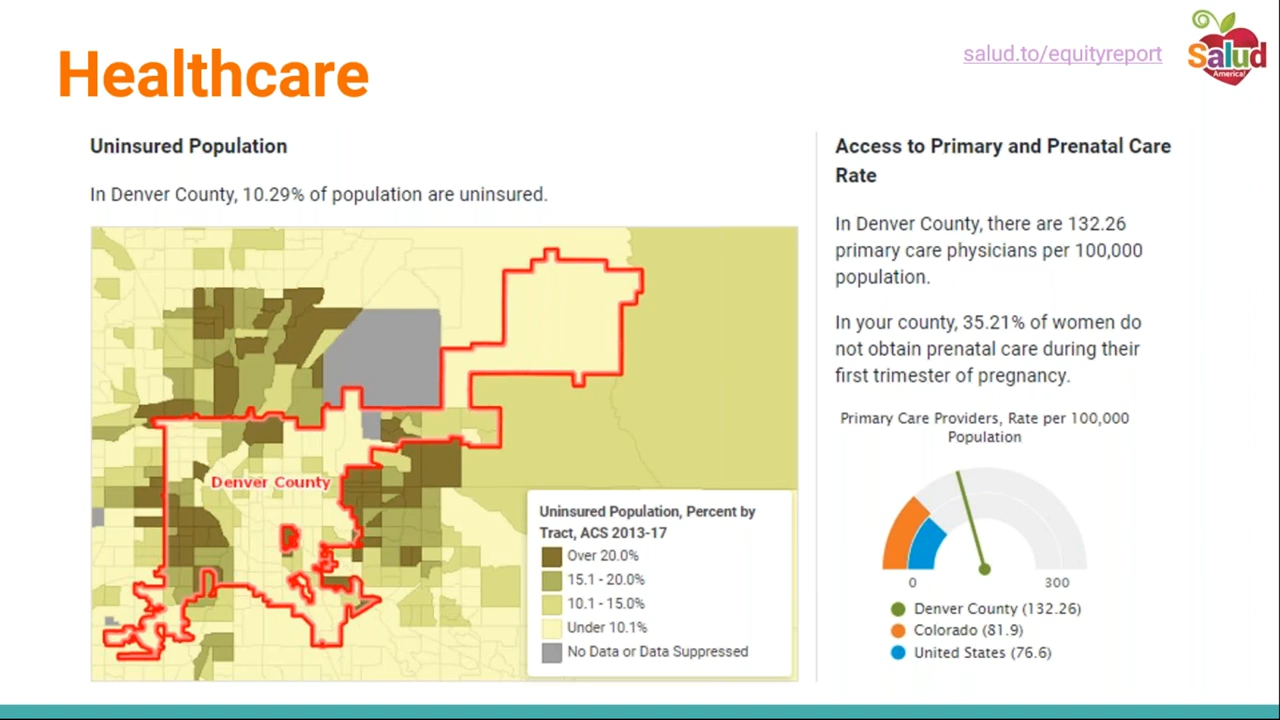 Healthcare
salud.to/equityreport
Salud
America!
Uninsured Population
In Denver County, 10.29% of population are uninsured.
Denver County
Uninsured Population, Percent by
Tract, ACS 2013-17
Over 20.0%
15.1 - 20.0%
10.1 - 15.0%
Under 10.1%
No Data or Data Suppressed
Access to Primary and Prenatal Care
Rate
In Denver County, there are 132.26
primary care physicians per 100,000
population.
In your county, 35.21% of women do
not obtain prenatal care during their
first trimester of pregnancy.
Primary Care Providers, Rate per 100,000
Population
0 300
Denver County (132.26)
Colorado (81.9)
United States (76.6)